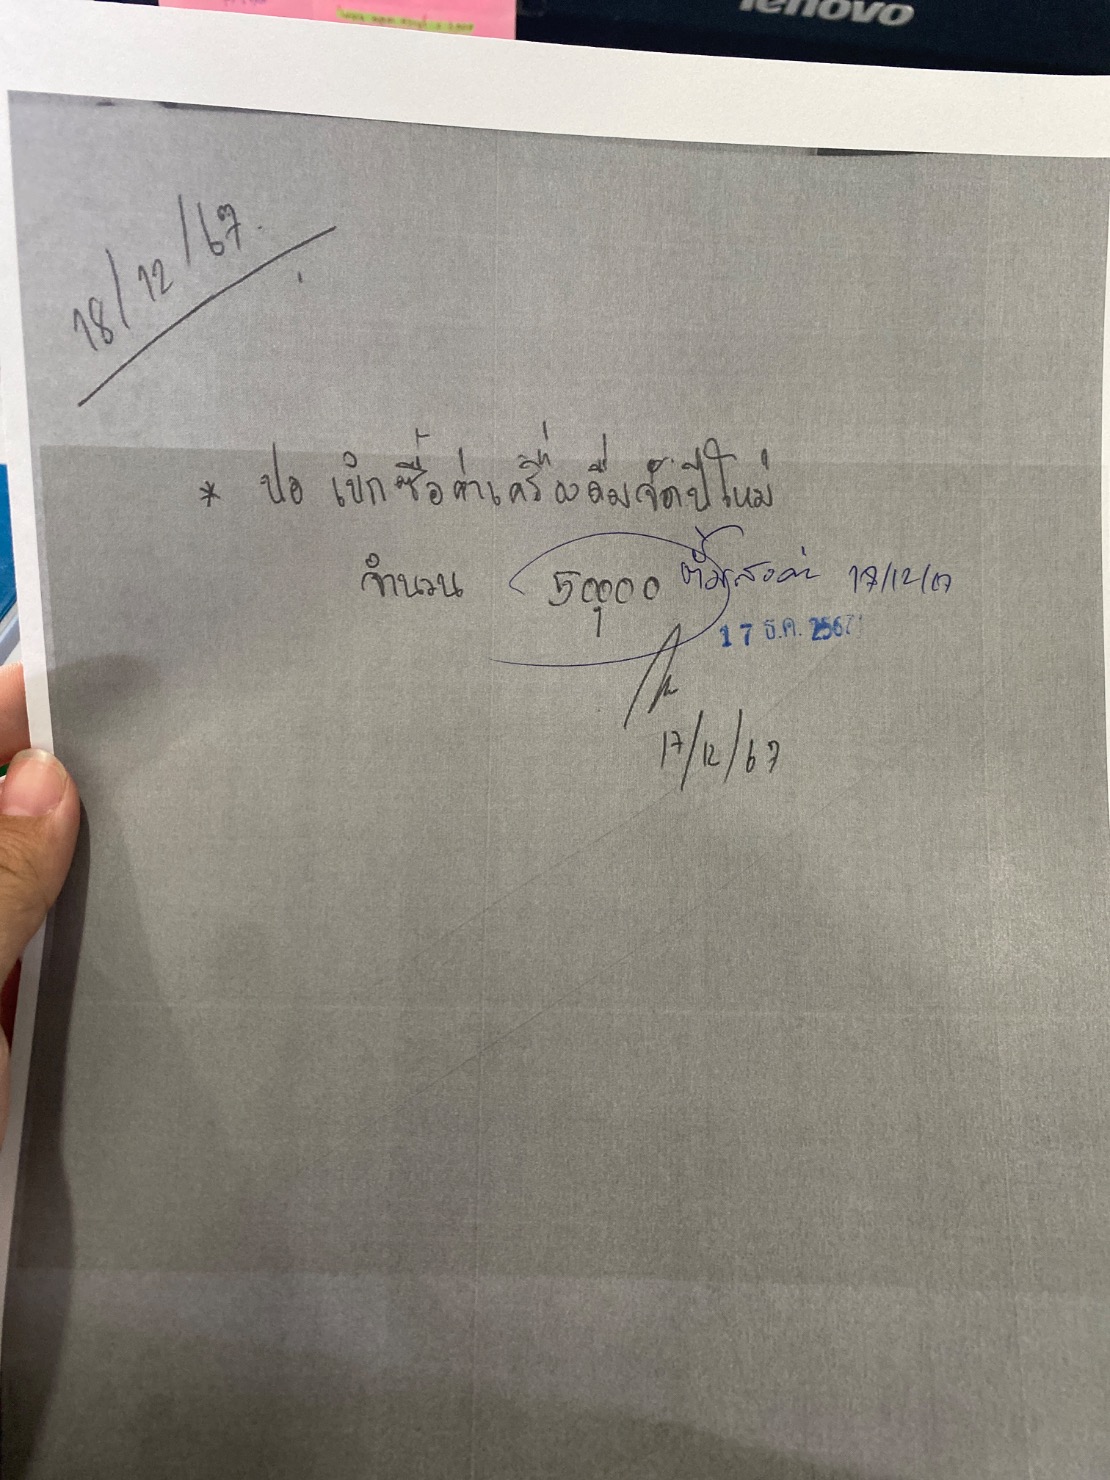 lenovo
18/12/67.
* ปอ เบิกซื้อค่าเครื่องดื่มจัดปีใหม่
จำนวน 50,000
17/12/67
17 ธ.ค. 2567
17/12/67